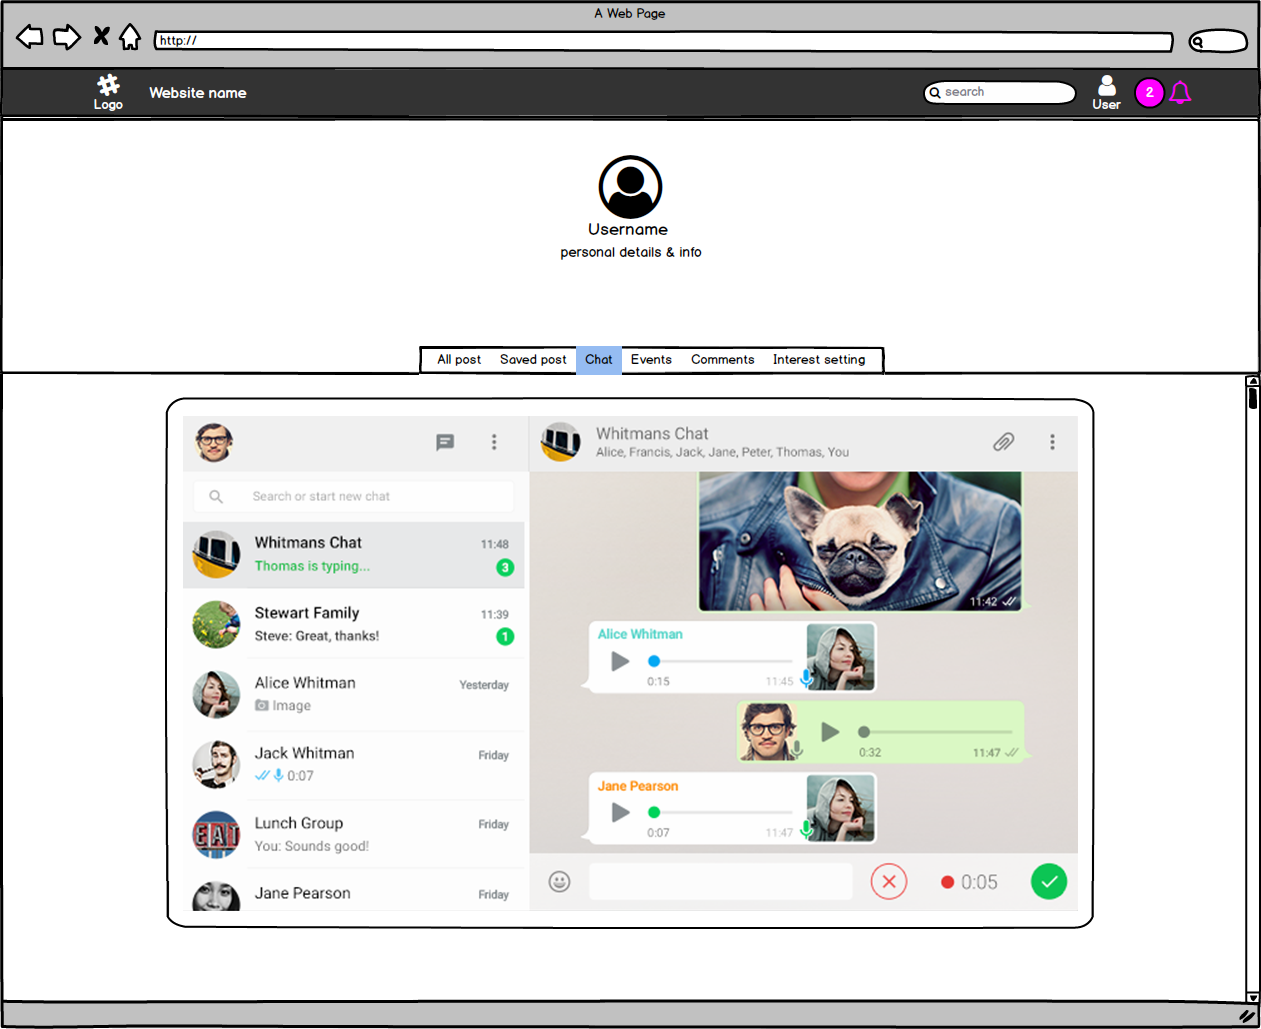 A Web Page
http://
Logo
Website name
search
User
2
Username
personal details & info
All post
Saved post
Chat
Events
Comments
Interest setting
Whitmans Chat
Alice, Francis, Jack, Jane, Peter, Thomas, You
Search or start new chat
Whitmans Chat
11:48
Thomas is typing...
3
Stewart Family
11:39
Steve: Great, thanks!
1
Alice Whitman
Yesterday
Image
Jack Whitman
Friday
0:07
EAT
Lunch Group
Friday
You: Sounds good!
Jane Pearson
Friday
11:42
Alice Whitman
0:15
11:45
0:32
11:47
Jane Pearson
0:07
11:47
0:05